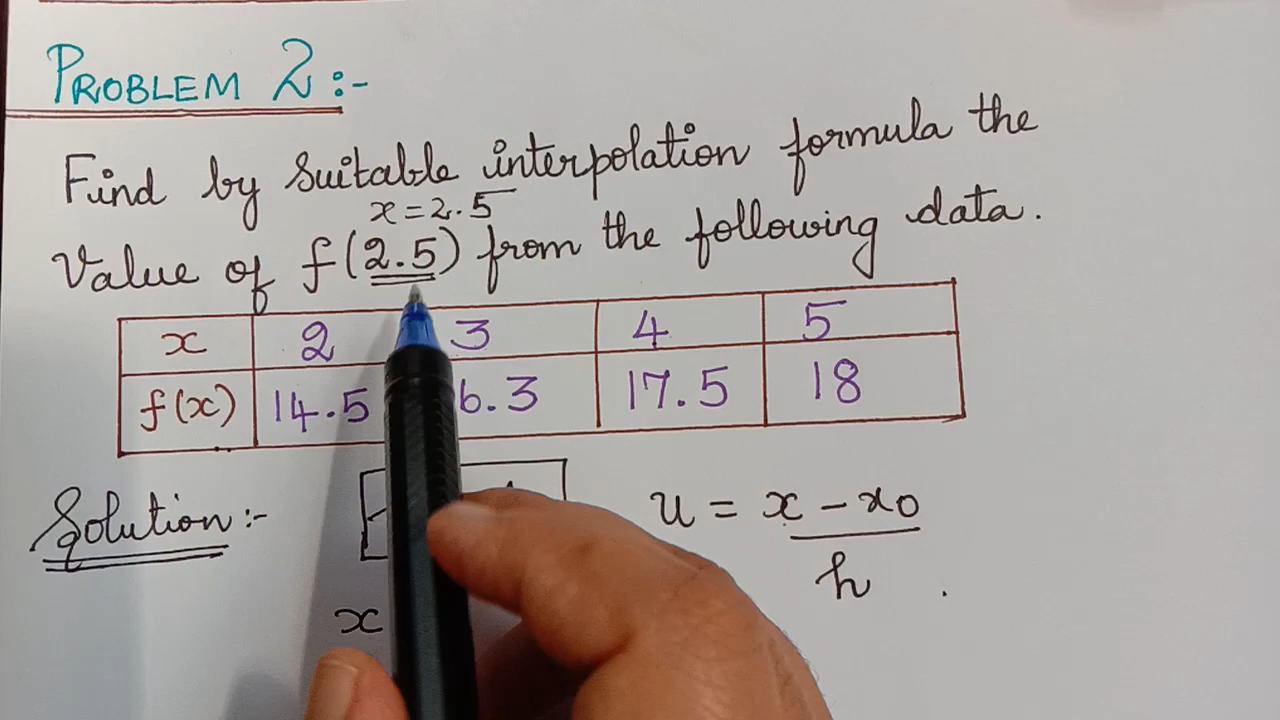 PROBLEM 2:-
Find by suitable interpolation formula the
x = 2.5
Value of f(2.5) from the following data.
x 2 3 4 5
f(x) 14.5 6.3 17.5 18
Solution:- u = x - x0
h
x